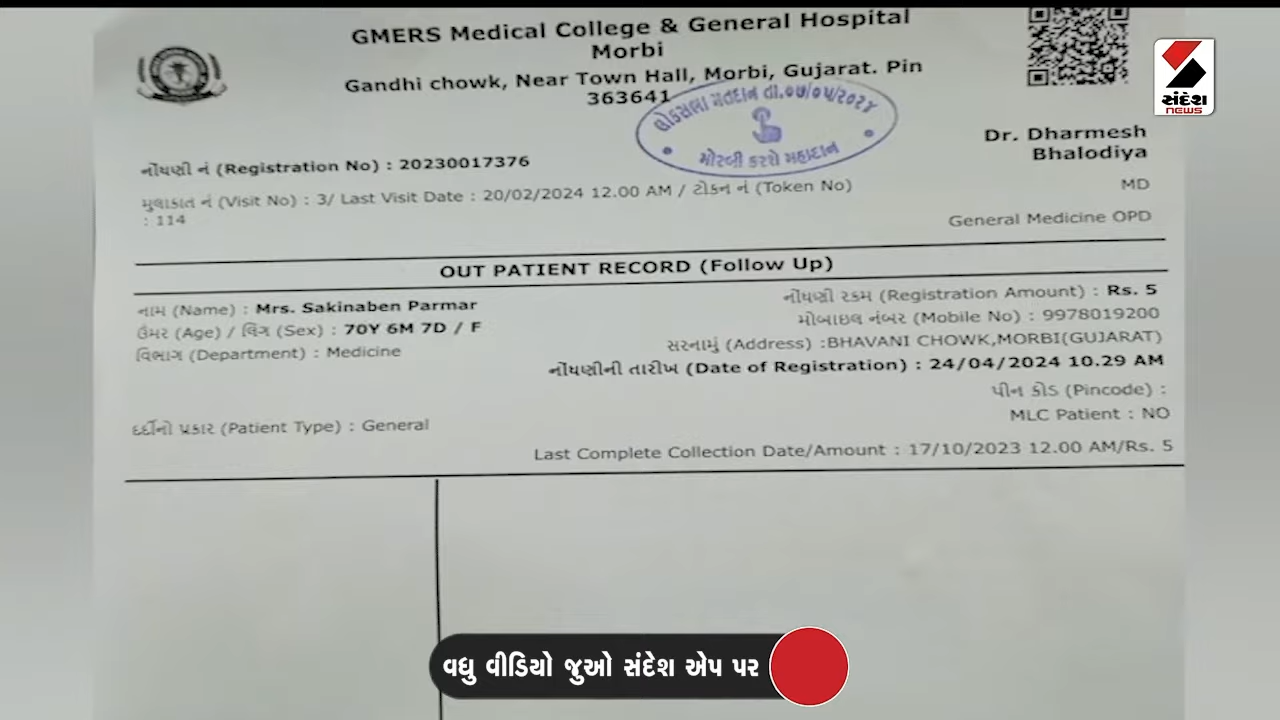 GMERS Medical College & General Hospital
Morbi
Gandhi chowk, Near Town Hall, Morbi, Gujarat. Pin
363641
લોકસભા મતદાન તા.૦૭/૦૫/૨૦૨૪
મોરબી કરશે મહાદાન
સંદેશ
NEWS
Dr. Dharmesh
Bhalodiya
MD
General Medicine OPD
નોંધણી નં (Registration No) : 20230017376
મુલાકાત નં (Visit No) : 3/ Last Visit Date : 20/02/2024 12.00 AM / ટોકન નં (Token No)
: 114
OUT PATIENT RECORD (Follow Up)
નામ (Name) : Mrs. Sakinaben Parmar
ઉંમર (Age) / લિંગ (Sex) : 70Y 6M 7D / F
વિભાગ (Department) : Medicine
નોંધણી રકમ (Registration Amount) : Rs. 5
મોબાઇલ નંબર (Mobile No) : 9978019200
સરનામું (Address) :BHAVANI CHOWK,MORBI(GUJARAT)
નોંધણીની તારીખ (Date of Registration) : 24/04/2024 10.29 AM
પીન કોડ (Pincode) :
MLC Patient : NO
દર્દીનો પ્રકાર (Patient Type) : General
Last Complete Collection Date/Amount : 17/10/2023 12.00 AM/Rs. 5
વધુ વીડિયો જુઓ સંદેશ એપ પર